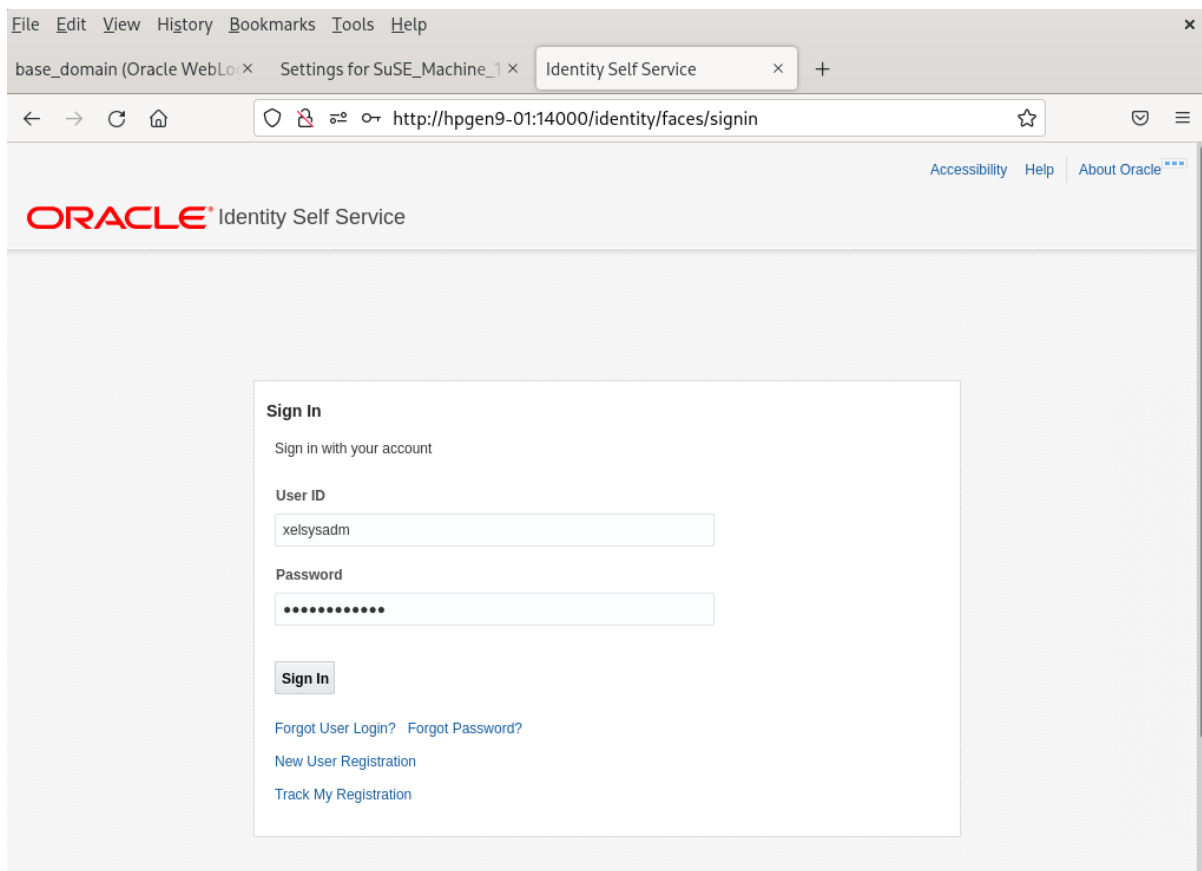 File Edit View History Bookmarks Tools Help
base_domain (Oracle WebLo Settings for SuSE_Machine_1 Identity Self Service
http://hpgen9-01:14000/identity/faces/signin
Accessibility Help About Oracle
ORACLE Identity Self Service
Sign In
Sign in with your account
User ID
xelsysadm
Password
••••••••••••
Sign In
Forgot User Login? Forgot Password?
New User Registration
Track My Registration